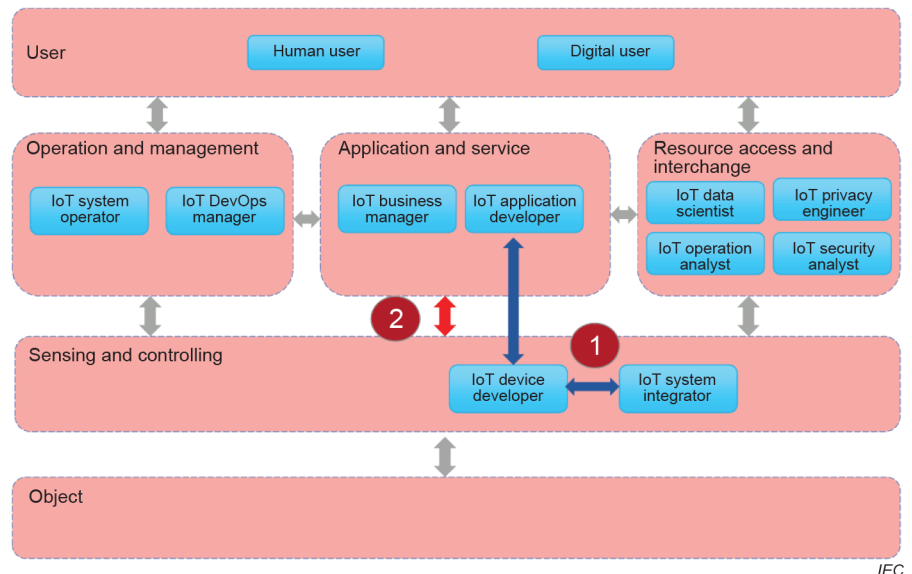 User
Human user
Digital user
Operation and management
IoT system
operator
IoT DevOps
manager
Application and service
IoT business
manager
IoT application
developer
Resource access and
interchange
IoT data
scientist
IoT privacy
engineer
IoT operation
analyst
IoT security
analyst
2
1
Sensing and controlling
IoT device
developer
IoT system
integrator
Object
IEC